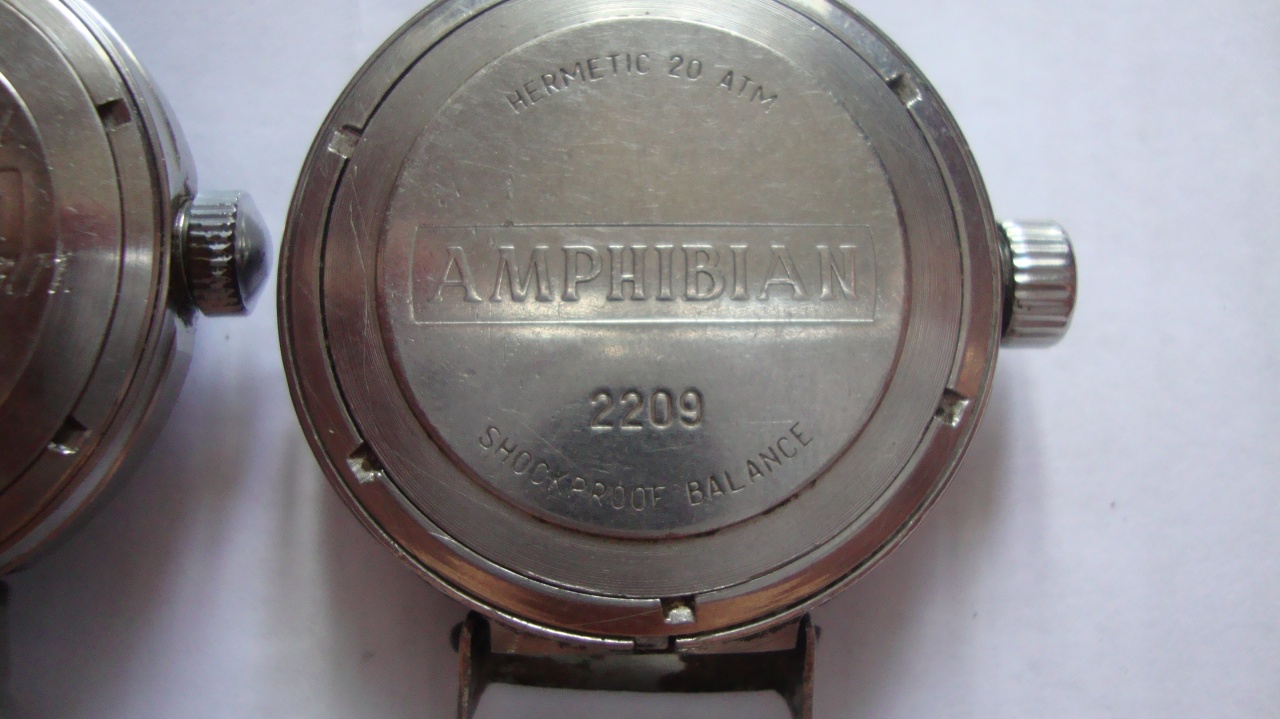 HERMETIC 20 ATM
AMPHIBIAN
2209
SHOCKPROOF BALANCE